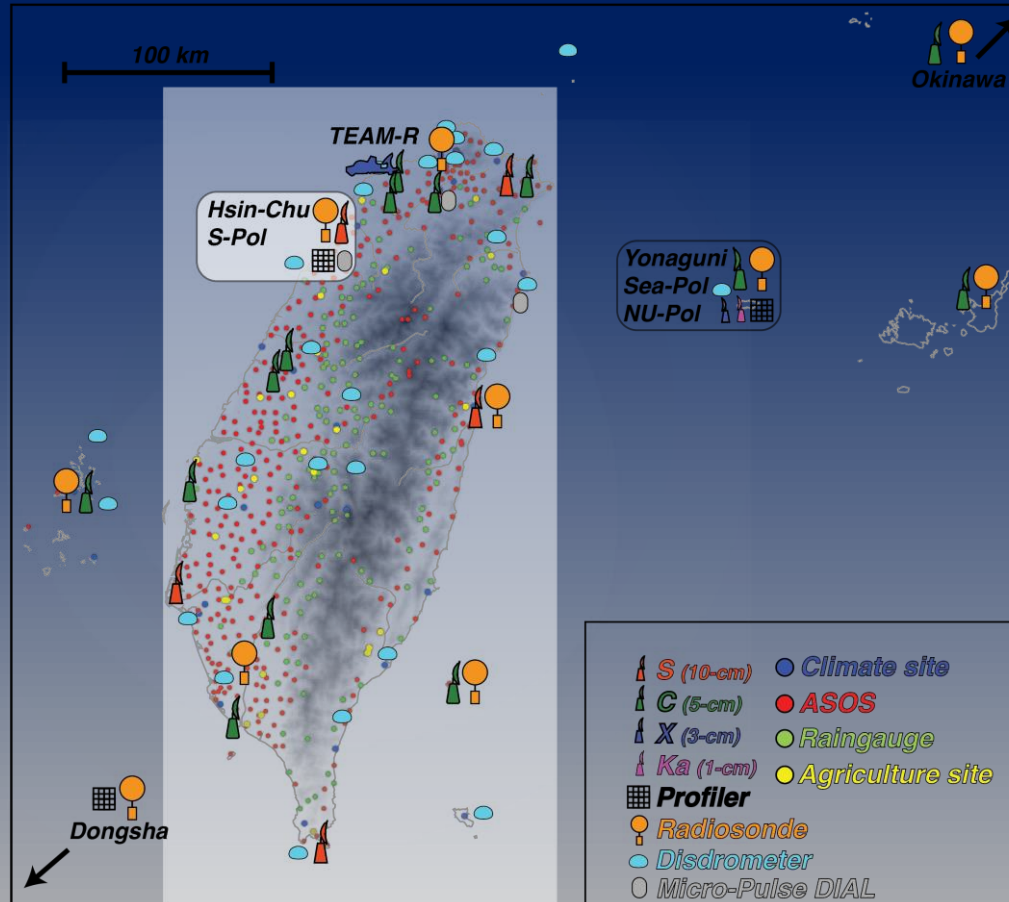 100 km
Okinawa
TEAM-R
Hsin-Chu
S-Pol
Yonaguni
Sea-Pol
NU-Pol
Dongsha
S (10-cm)
C (5-cm)
X (3-cm)
Ka (1-cm)
Profiler
Radiosonde
Disdrometer
Micro-Pulse DIAL
Climate site
ASOS
Raingauge
Agriculture site